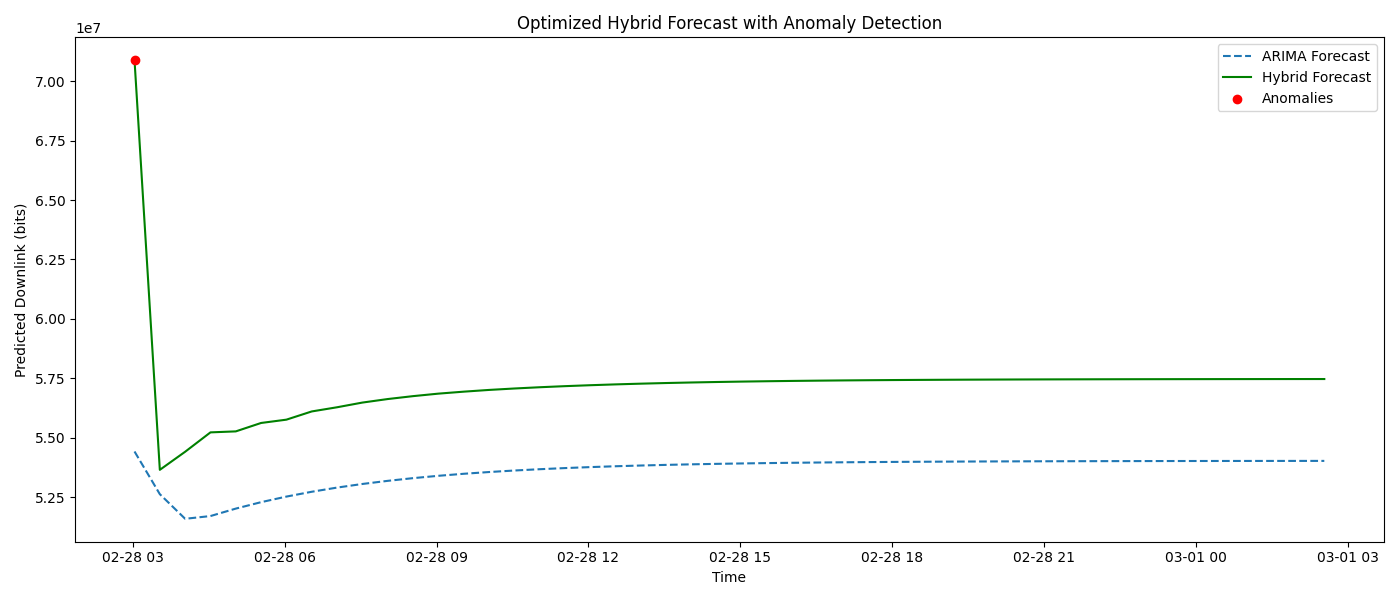 Optimized Hybrid Forecast with Anomaly Detection
1e7
ARIMA Forecast
Hybrid Forecast
Anomalies
7.00
6.75
6.50
6.25
6.00
5.75
5.50
5.25
Predicted Downlink (bits)
02-28 03 02-28 06 02-28 09 02-28 12 02-28 15 02-28 18 02-28 21 03-01 00 03-01 03
Time